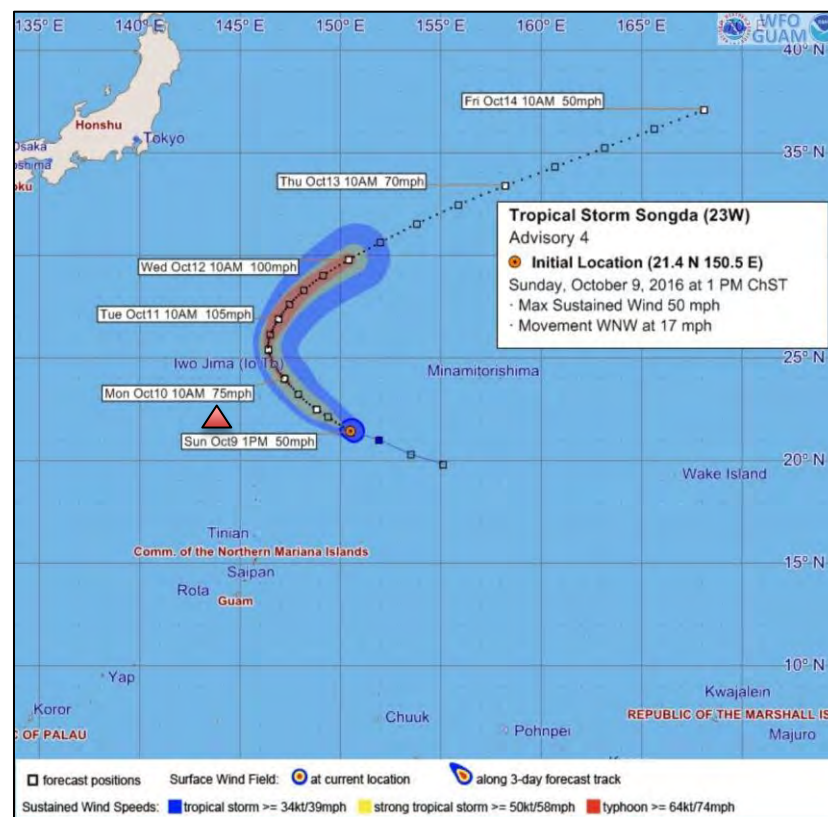 135°E 140°E 145°E 150°E 155°E 160°E 165°E
WFO
GUAM
40° N
Honshu
Tokyo
Osaka
35° N
Fri Oct14 10AM 50mph
Thu Oct13 10AM 70mph
Wed Oct12 10AM 100mph
Tue Oct11 10AM 105mph
Tropical Storm Songda (23W)
Advisory 4
Initial Location (21.4 N 150.5 E)
Sunday, October 9, 2016 at 1 PM ChST
· Max Sustained Wind 50 mph
· Movement WNW at 17 mph
Iwo Jima (Io To)
25° N
Minamitorishima
Mon Oct10 10AM 75mph
Sun Oct9 1PM 50mph
20° N
Wake Island
Tinian
Comm. of the Northern Mariana Islands
15° N
Saipan
Rota
Guam
10° N
Yap
Kwajalein
Koror
REPUBLIC OF THE MARSHALL IS
Chuuk
C OF PALAU
Pohnpei
Majuro
forecast positions Surface Wind Field: at current location along 3-day forecast track
Sustained Wind Speeds: tropical storm >= 34kt/39mph strong tropical storm >= 50kt/58mph typhoon >= 64kt/74mph